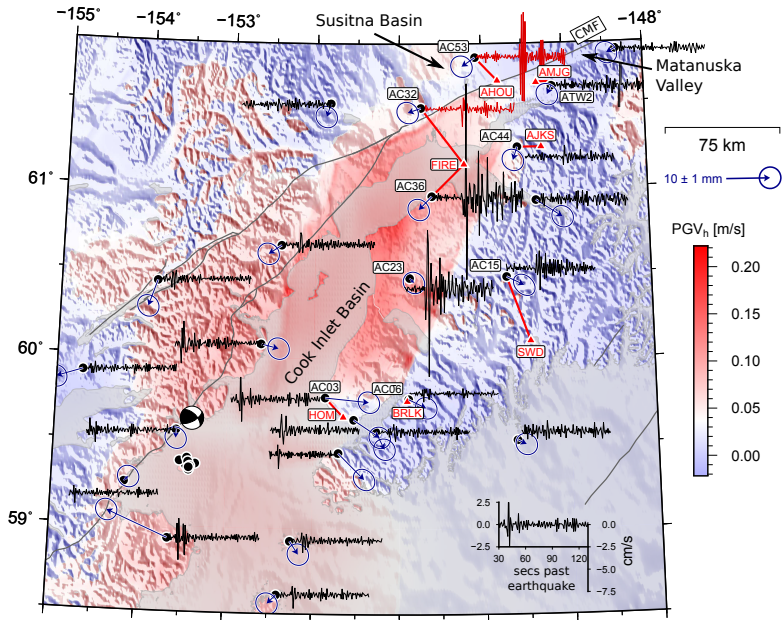 −155° −154° −153° −148°
Susitna Basin
CMF
AC53
Matanuska
Valley
AMJG
AHOU
ATW2
AC32
AC44
AJKS
75 km
61°
FIRE
10 ± 1 mm
AC36
PGVh [m/s]
0.20
0.15
0.10
0.05
0.00
AC23
AC15
Cook Inlet Basin
60°
SWD
AC03
AC06
HOM
BRLK
59°
2.5
0.0
−2.5
30 60 90 120
secs past
earthquake
0.0
−2.5
−5.0
−7.5
cm/s